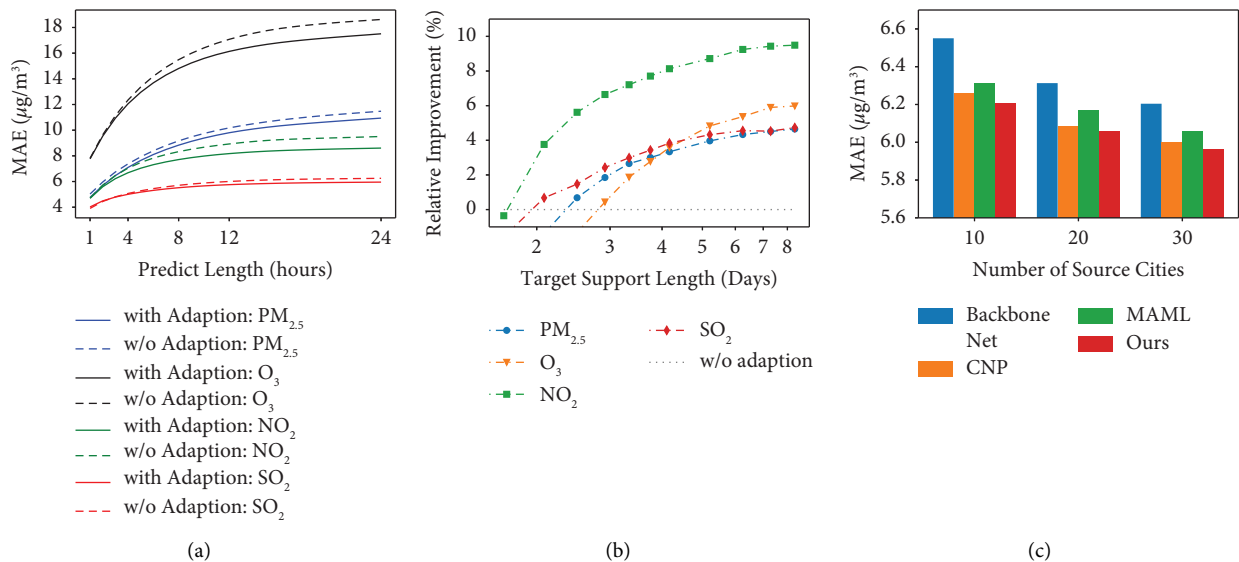 MAE (μg/m³)
18
16
14
12
10
8
6
4
1 4 8 12 24
Predict Length (hours)
with Adaption: PM₂.₅
w/o Adaption: PM₂.₅
with Adaption: O₃
w/o Adaption: O₃
with Adaption: NO₂
w/o Adaption: NO₂
with Adaption: SO₂
w/o Adaption: SO₂
(a)
Relative Improvement (%)
10
8
6
4
2
0
2 3 4 5 6 7 8
Target Support Length (Days)
PM₂.₅
O₃
NO₂
SO₂
w/o adaption
(b)
MAE (μg/m³)
6.6
6.4
6.2
6.0
5.8
5.6
10 20 30
Number of Source Cities
Backbone
Net
CNP
MAML
Ours
(c)